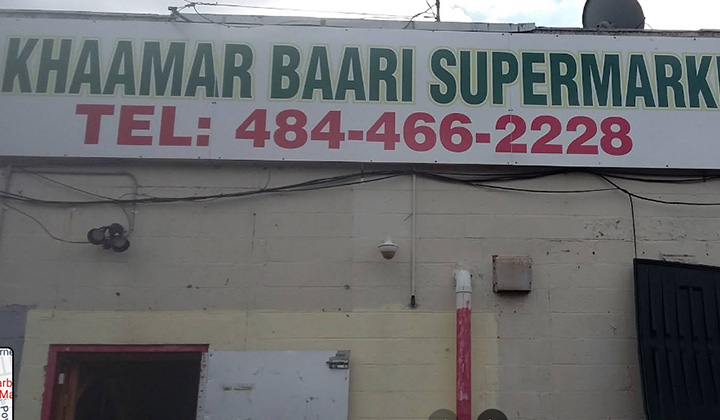 KHAAMAR BAARI SUPERMARK
TEL: 484-466-2228